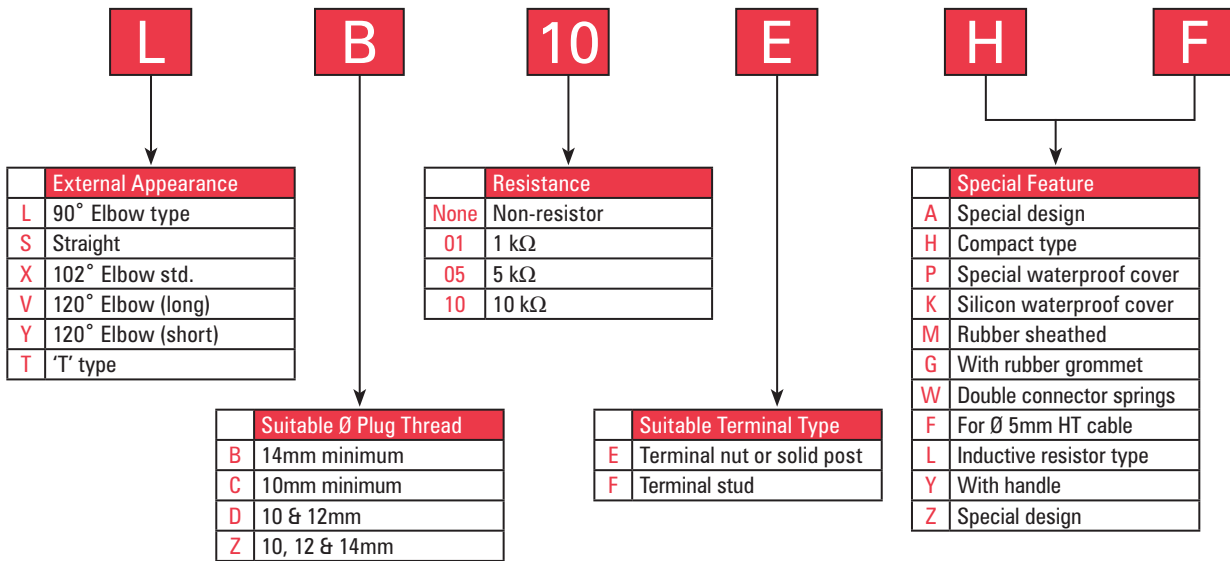 L B 10 E H F
External Appearance
L 90˚ Elbow type
S Straight
X 102˚ Elbow std.
V 120˚ Elbow (long)
Y 120˚ Elbow (short)
T ‘T’ type
Suitable Ø Plug Thread
B 14mm minimum
C 10mm minimum
D 10 & 12mm
Z 10, 12 & 14mm
Resistance
None Non-resistor
01 1 kΩ
05 5 kΩ
10 10 kΩ
Suitable Terminal Type
E Terminal nut or solid post
F Terminal stud
Special Feature
A Special design
H Compact type
P Special waterproof cover
K Silicon waterproof cover
M Rubber sheathed
G With rubber grommet
W Double connector springs
F For Ø 5mm HT cable
L Inductive resistor type
Y With handle
Z Special design